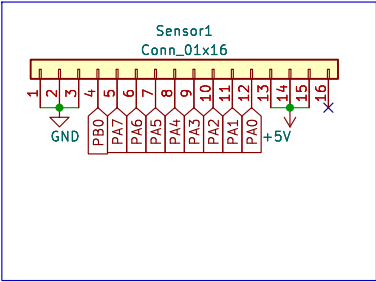 Sensor1
Conn_01x16
1 2 3 4 5 6 7 8 9 10 11 12 13 14 15 16
GND PB0 PA7 PA6 PA5 PA4 PA3 PA2 PA1 PA0 +5V